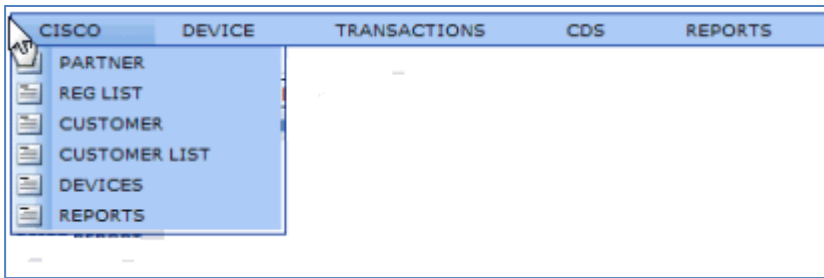 CISCO DEVICE TRANSACTIONS CDS REPORTS
PARTNER
REG LIST
CUSTOMER
CUSTOMER LIST
DEVICES
REPORTS